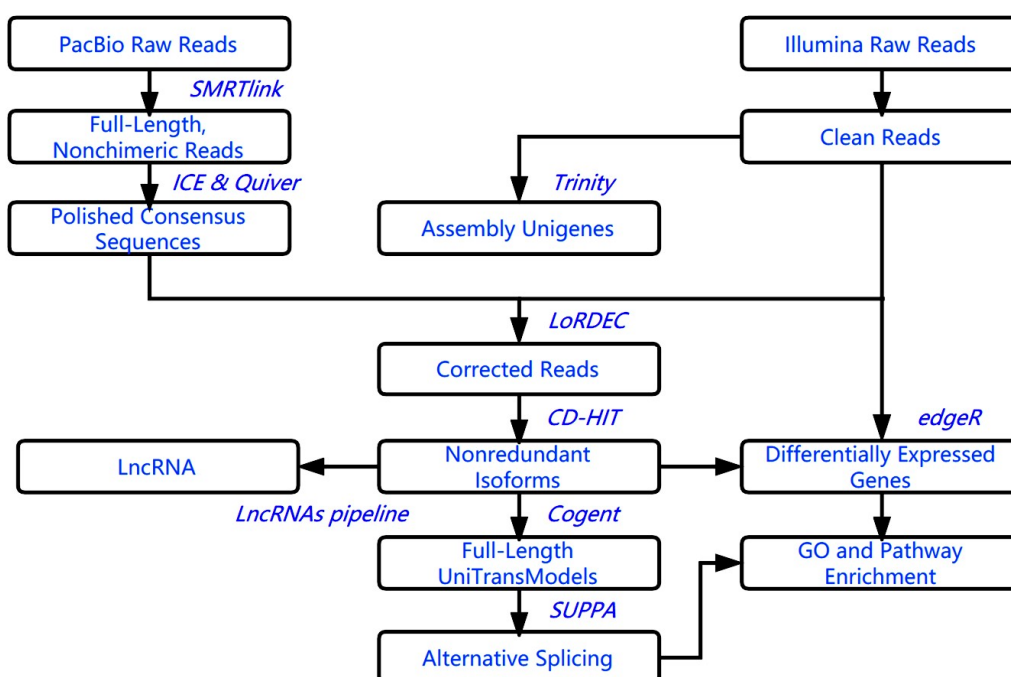 PacBio Raw Reads
Illumina Raw Reads
SMRTlink
Full-Length,
Nonchimeric Reads
Clean Reads
ICE & Quiver
Trinity
Polished Consensus
Sequences
Assembly Unigenes
LoRDEC
Corrected Reads
CD-HIT
edgeR
LncRNA
Nonredundant
Isoforms
Differentially Expressed
Genes
LncRNAs pipeline
Cogent
Full-Length
UniTransModels
GO and Pathway
Enrichment
SUPPA
Alternative Splicing